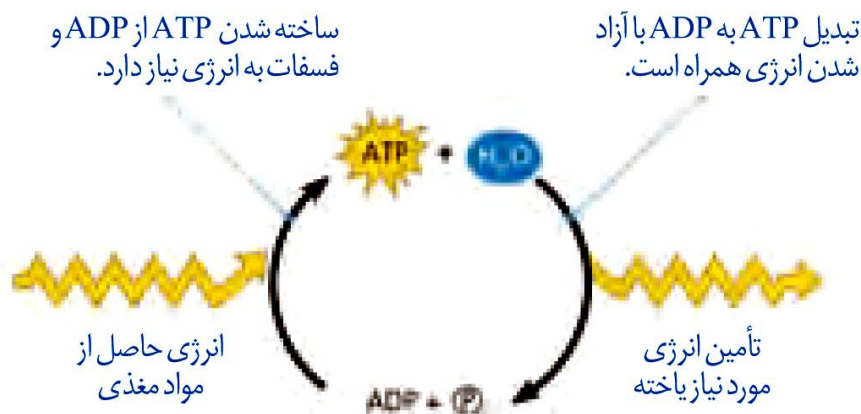 تبدیل ATP به ADP با آزاد
شدن انرژی همراه است.
ساخته شدن ATP از ADP و
فسفات به انرژی نیاز دارد.
ATP + H₂O
تأمین انرژی
مورد نیاز یاخته
انرژی حاصل از
مواد مغذی
ADP + P